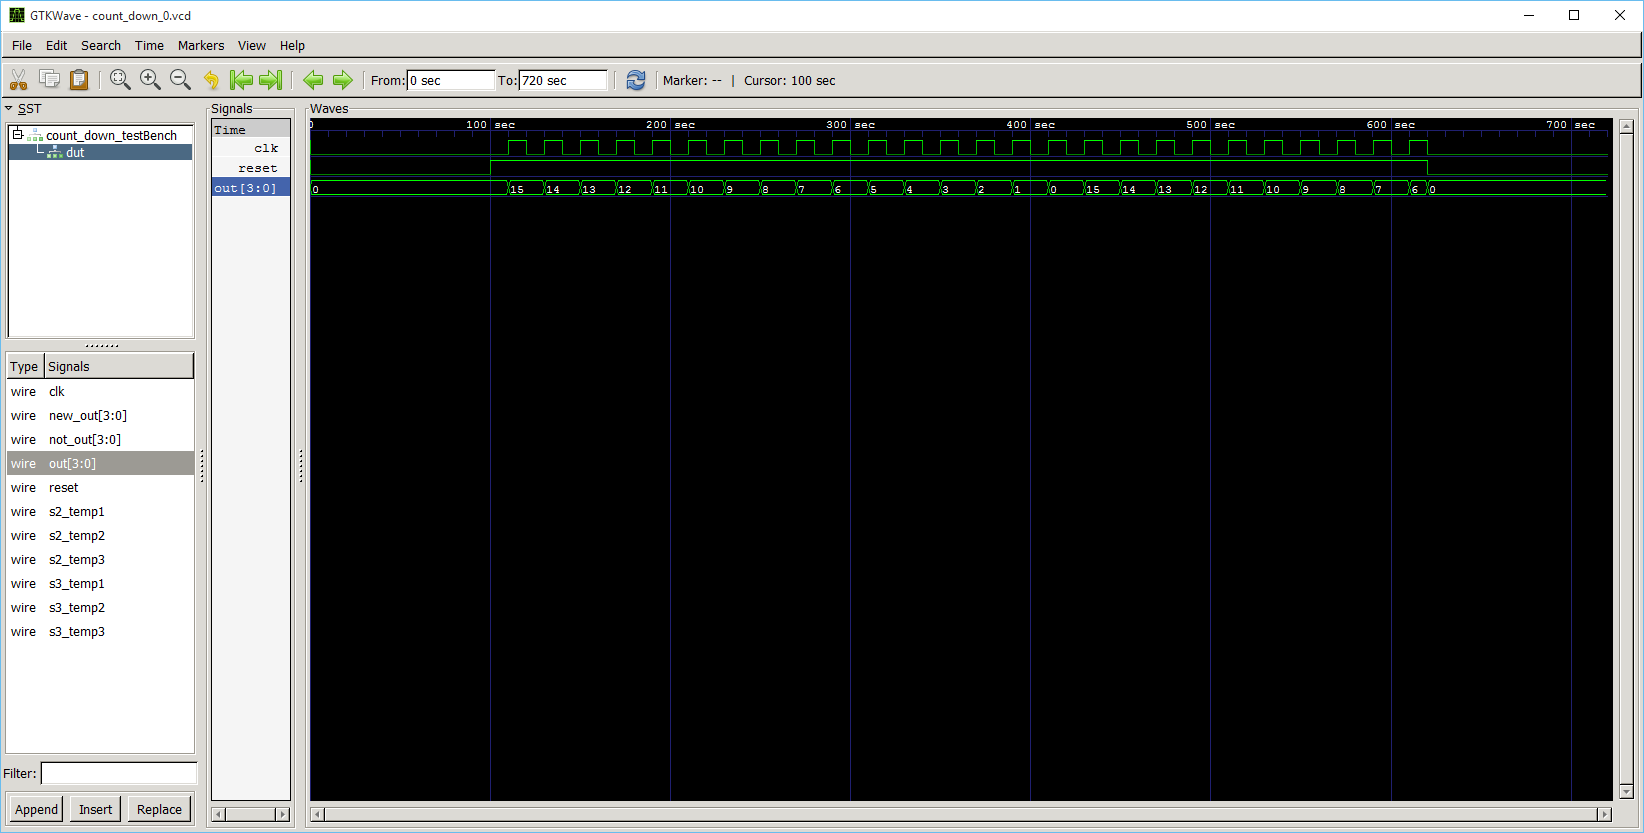 GTKWave - count_down_0.vcd
File Edit Search Time Markers View Help
From: 0 sec To: 720 sec Marker: -- | Cursor: 100 sec
SST
count_down_testBench
dut
Type Signals
wire clk
wire new_out[3:0]
wire not_out[3:0]
wire out[3:0]
wire reset
wire s2_temp1
wire s2_temp2
wire s2_temp3
wire s3_temp1
wire s3_temp2
wire s3_temp3
Filter:
Append Insert Replace
Signals
Time
clk
reset
out[3:0]
Waves
0 100 sec 200 sec 300 sec 400 sec 500 sec 600 sec 700 sec
0 15 14 13 12 11 10 9 8 7 6 5 4 3 2 1 0 15 14 13 12 11 10 9 8 7 6 0